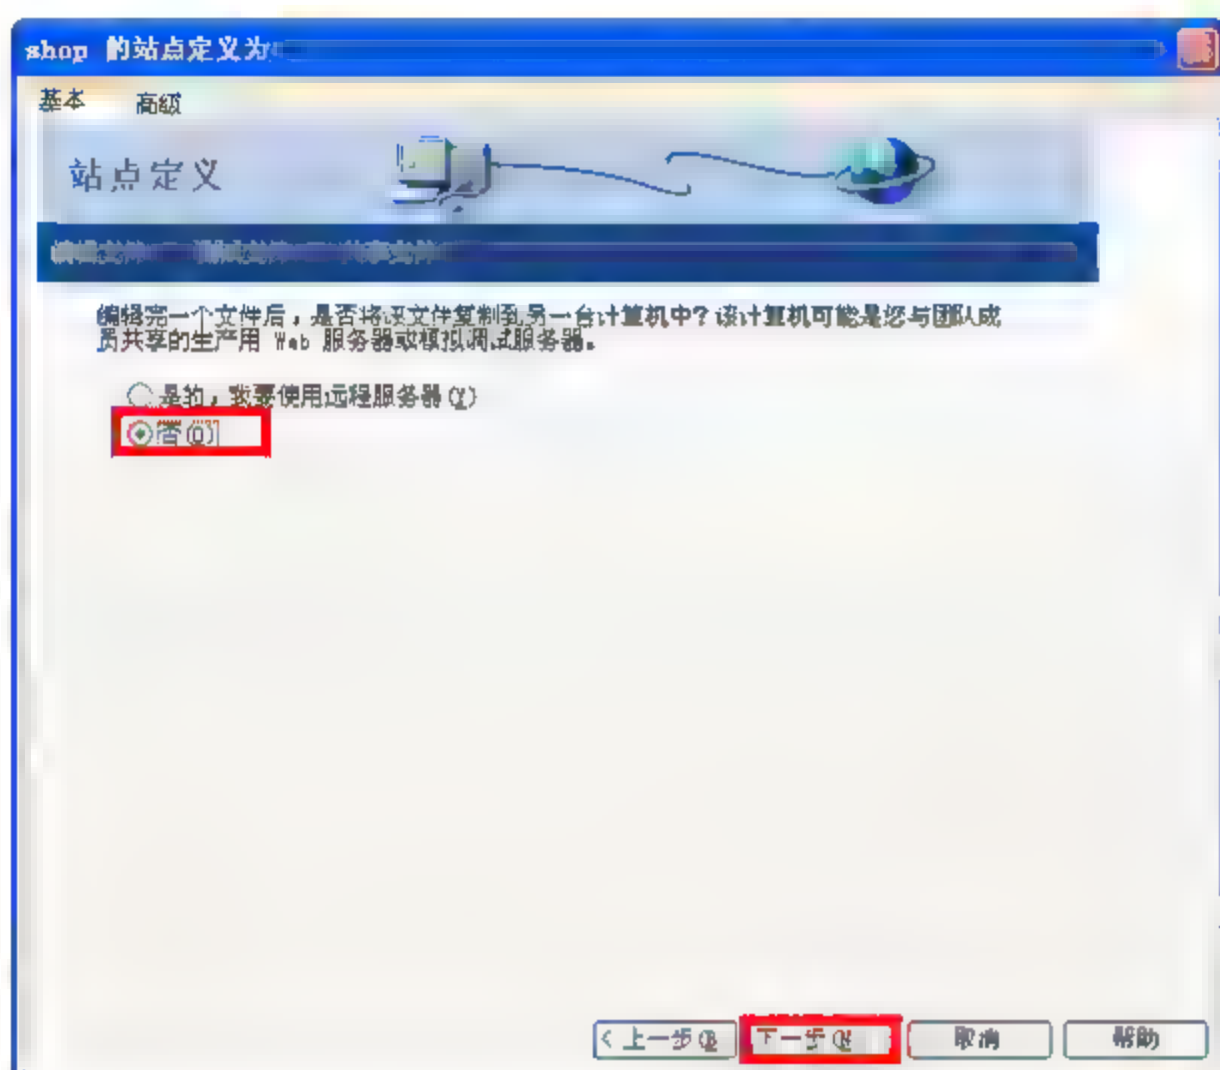 shop 的站点定义为
基本 高级
站点定义
编辑完一个文件后，是否将该文件复制到另一台计算机中？该计算机可能是您与团队成
员共享的生产用 Web 服务器或模拟调试服务器。
是的，我要使用远程服务器(Y)
否(O)
< 上一步(B) 下一步(N) 取消 帮助